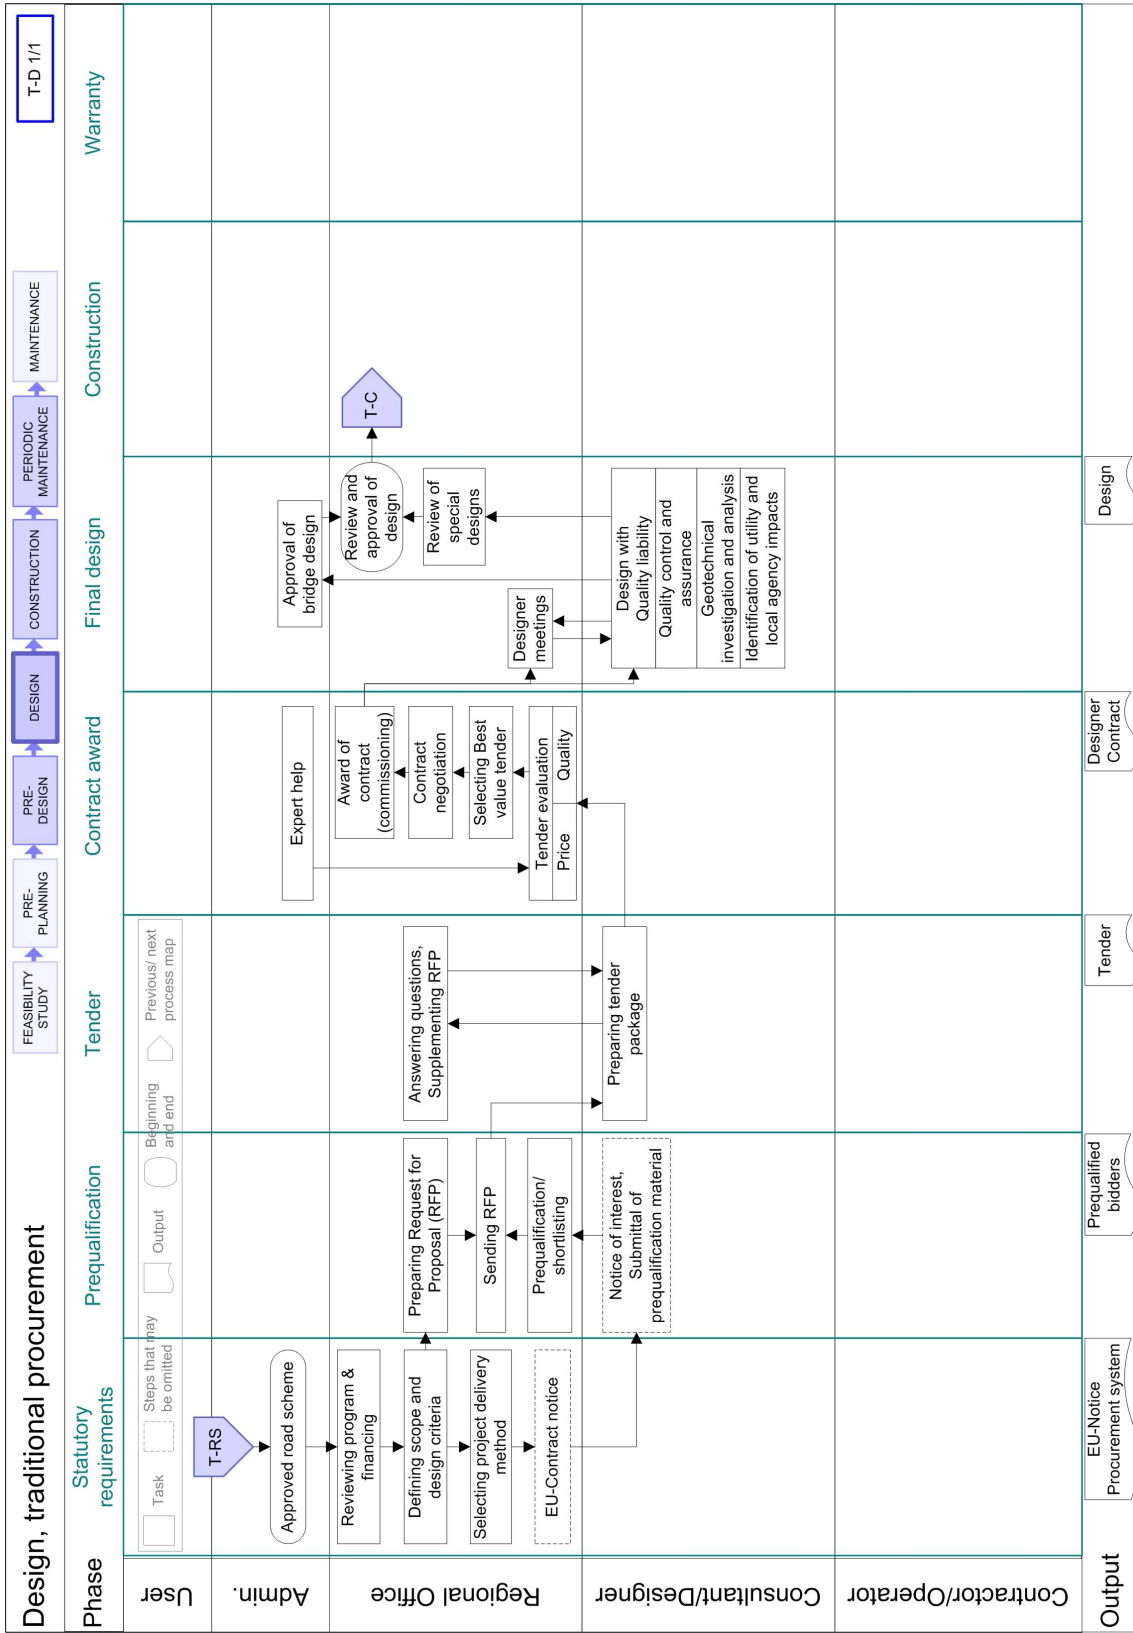 Design, traditional procurement
FEASIBILITY
STUDY
PRE-
PLANNING
PRE-
DESIGN
DESIGN
CONSTRUCTION
PERIODIC
MAINTENANCE
MAINTENANCE
T-D 1/1
Phase
Statutory
requirements
Prequalification
Tender
Contract award
Final design
Construction
Warranty
User
Task
Steps that may
be omitted
Output
Beginning
and end
Previous/ next
process map
T-RS
Admin.
Approved road scheme
Expert help
Approval of
bridge design
Regional Office
Reviewing program &
financing
Defining scope and
design criteria
Selecting project delivery
method
EU-Contract notice
Preparing Request for
Proposal (RFP)
Sending RFP
Prequalification/
shortlisting
Answering questions,
Supplementing RFP
Award of
contract
(commissioning)
Contract
negotiation
Selecting Best
value tender
Tender evaluation
Price
Quality
Review and
approval of
design
Review of
special
designs
Designer
meetings
T-C
Consultant/Designer
Notice of interest,
Submittal of
prequalification material
Preparing tender
package
Design with
Quality liability
Quality control and
assurance
Geotechnical
investigation and analysis
Identification of utility and
local agency impacts
Contractor/Operator
Output
EU-Notice
Procurement system
Prequalified
bidders
Tender
Designer
Contract
Design